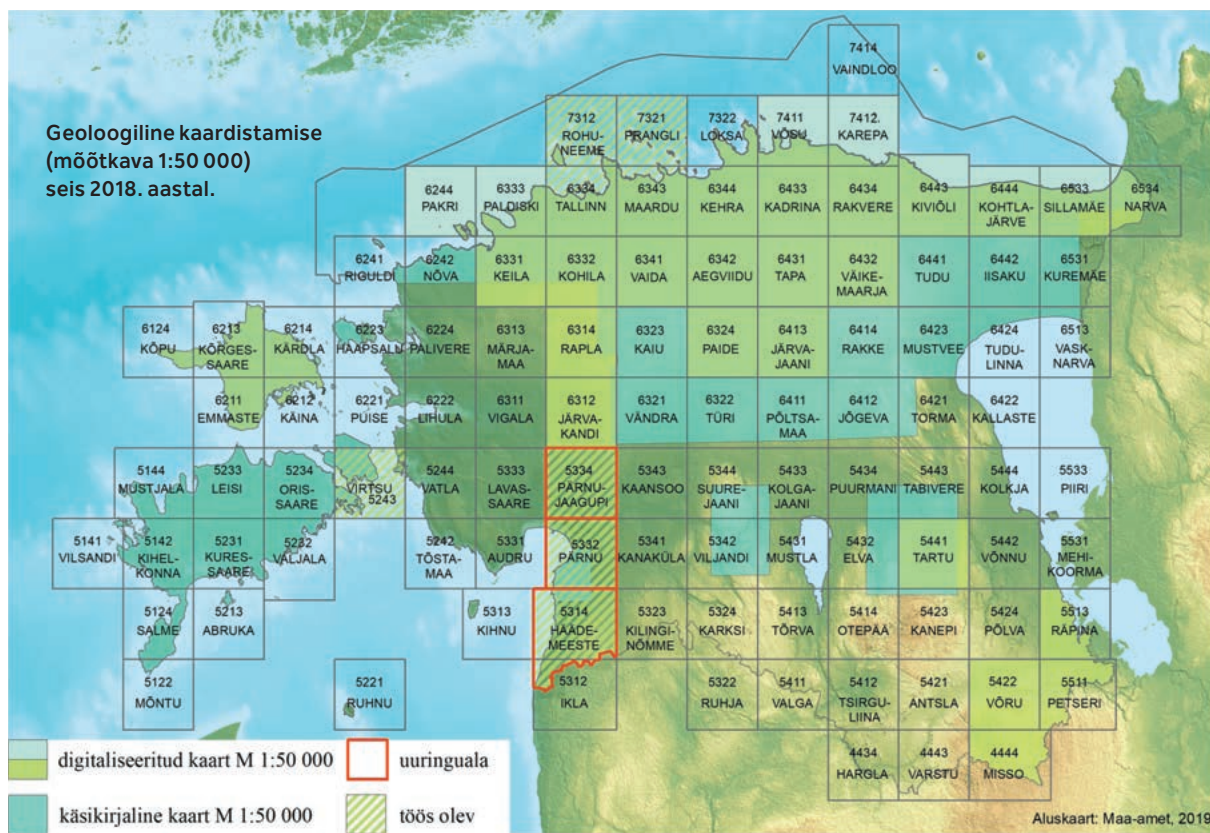 Geoloogiline kaardistamise
(mõõtkava 1:50 000)
seis 2018. aastal.
7414
VAINDLOO
7312 7321 7322 7411 7412.
ROHU- PRANGLI LOKSA VÕSU KAREPA
NEEME
6244 6333 6334 6343 6344 6433 6434 6443 6444 6533 6534
PAKRI PALDISKI TALLINN MAARDU KEHRA KADRINA RAKVERE KIVIÕLI KOHTLA- SILLAMÄE NARVA
JÄRVE
6241 6242 6331 6332 6341 6342 6431 6432 6441 6442 6531
RIGULDI NÕVA KEILA KOHILA VAIDA AEGVIIDU TAPA VÄIKE- TUDU IISAKU KUREMÄE
MAARJA
6124 6213 6214 6223 6224 6313 6314 6323 6324 6413 6414 6423 6424 6513
KÕPU KÕRGES- KÄRDLA HAAPSALU PALIVERE MÄRJA- RAPLA KAIU PAIDE JÄRVA- RAKKE MUSTVEE TUDU- VASK-
SAARE MAA JAANI LINNA NARVA
6211 6212 6221 6222 6311 6312 6321 6322 6411 6412 6421 6422
EMMASTE KÄINA PUISE LIHULA VIGALA JÄRVA- VÄNDRA TÜRI PÕLTSA- JÕGEVA TORMA KALLASTE
KANDI MAA
5144 5233 5234 VIRTSU 5244 5333 5334 5343 5344 5433 5434 5443 5444 5533
MUSTJALA LEISI ORIS- 5243 VATLA LAVAS- PÄRNU- KAANSOO SUURE- KOLGA- PUURMANI TABIVERE KOLKJA PIIRI
SAARE SAARE JAAGUPI JAANI JAANI
5141 5142 5231 5232 5242 5331 5332 5341 5342 5431 5432 5441 5442 5531
VILSANDI KIHEL- KURES- VALJALA TÕSTA- AUDRU PÄRNU KANAKÜLA VILJANDI MUSTLA ELVA TARTU VÕNNU MEHI-
KONNA SAARE MAA KOORMA
5124 5213 5313 5314 5323 5324 5413 5414 5423 5424 5513
SALME ABRUKA KIHNU HÄÄDE- KILINGI- KARKSI TÕRVA OTEPÄÄ KANEPI PÕLVA RÄPINA
MEESTE NÕMME
5122 5221 5312 5322 5411 5412 5421 5422 5511
MÕNTU RUHNU IKLA RUHJA VALGA TSIRGU- ANTSLA VÕRU PETSERI
LIINA
4434 4443 4444
HARGLA VARSTU MISSO
digitaliseeritud kaart M 1:50 000 uuringuala
käsikirjaline kaart M 1:50 000 töös olev
Aluskaart: Maa-amet, 2019